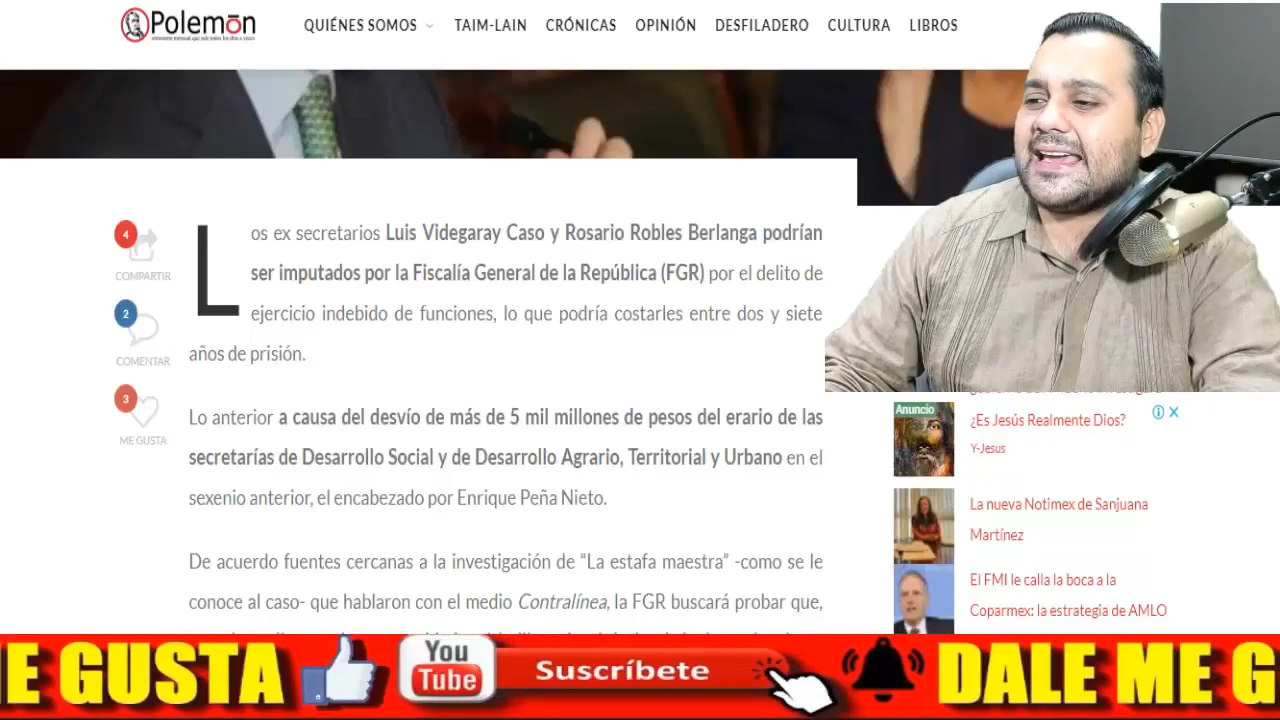 Polemōn
QUIÉNES SOMOS
TAIM-LAIN
CRÓNICAS
OPINIÓN
DESFILADERO
CULTURA
LIBROS
4
COMPARTIR
2
COMENTAR
3
ME GUSTA
Los ex secretarios Luis Videgaray Caso y Rosario Robles Berlanga podrían
ser imputados por la Fiscalía General de la República (FGR) por el delito de
ejercicio indebido de funciones, lo que podría costarles entre dos y siete
años de prisión.
Lo anterior a causa del desvío de más de 5 mil millones de pesos del erario de las
secretarías de Desarrollo Social y de Desarrollo Agrario, Territorial y Urbano en el
sexenio anterior, el encabezado por Enrique Peña Nieto.
De acuerdo fuentes cercanas a la investigación de “La estafa maestra” -como se le
conoce al caso- que hablaron con el medio Contralínea, la FGR buscará probar que,
Anuncio
¿Es Jesús Realmente Dios?
Y-Jesus
La nueva Notimex de Sanjuana
Martínez
El FMI le calla la boca a la
Coparmex: la estrategia de AMLO
E GUSTA
You
Tube
Suscríbete
DALE ME G